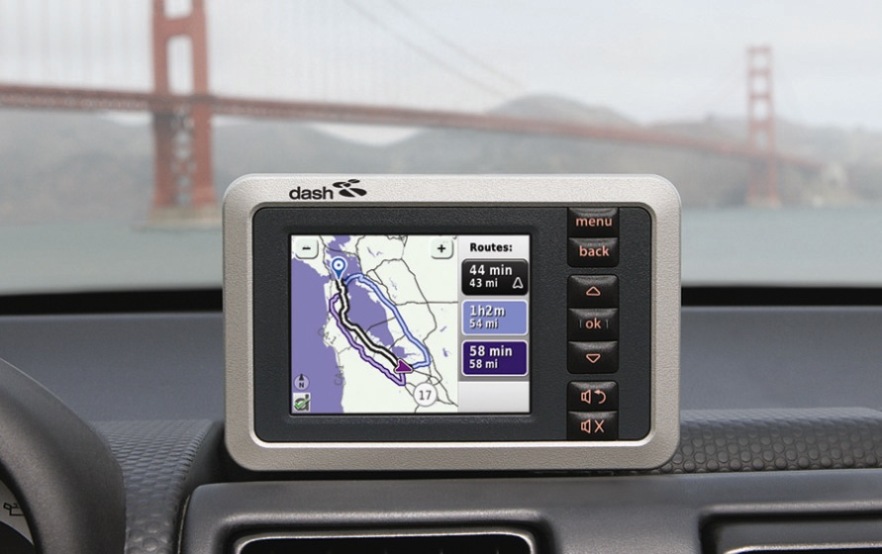 dash
menu
back
ok
− +
Routes:
44 min
43 mi
1h2m
54 mi
58 min
58 mi
17
N